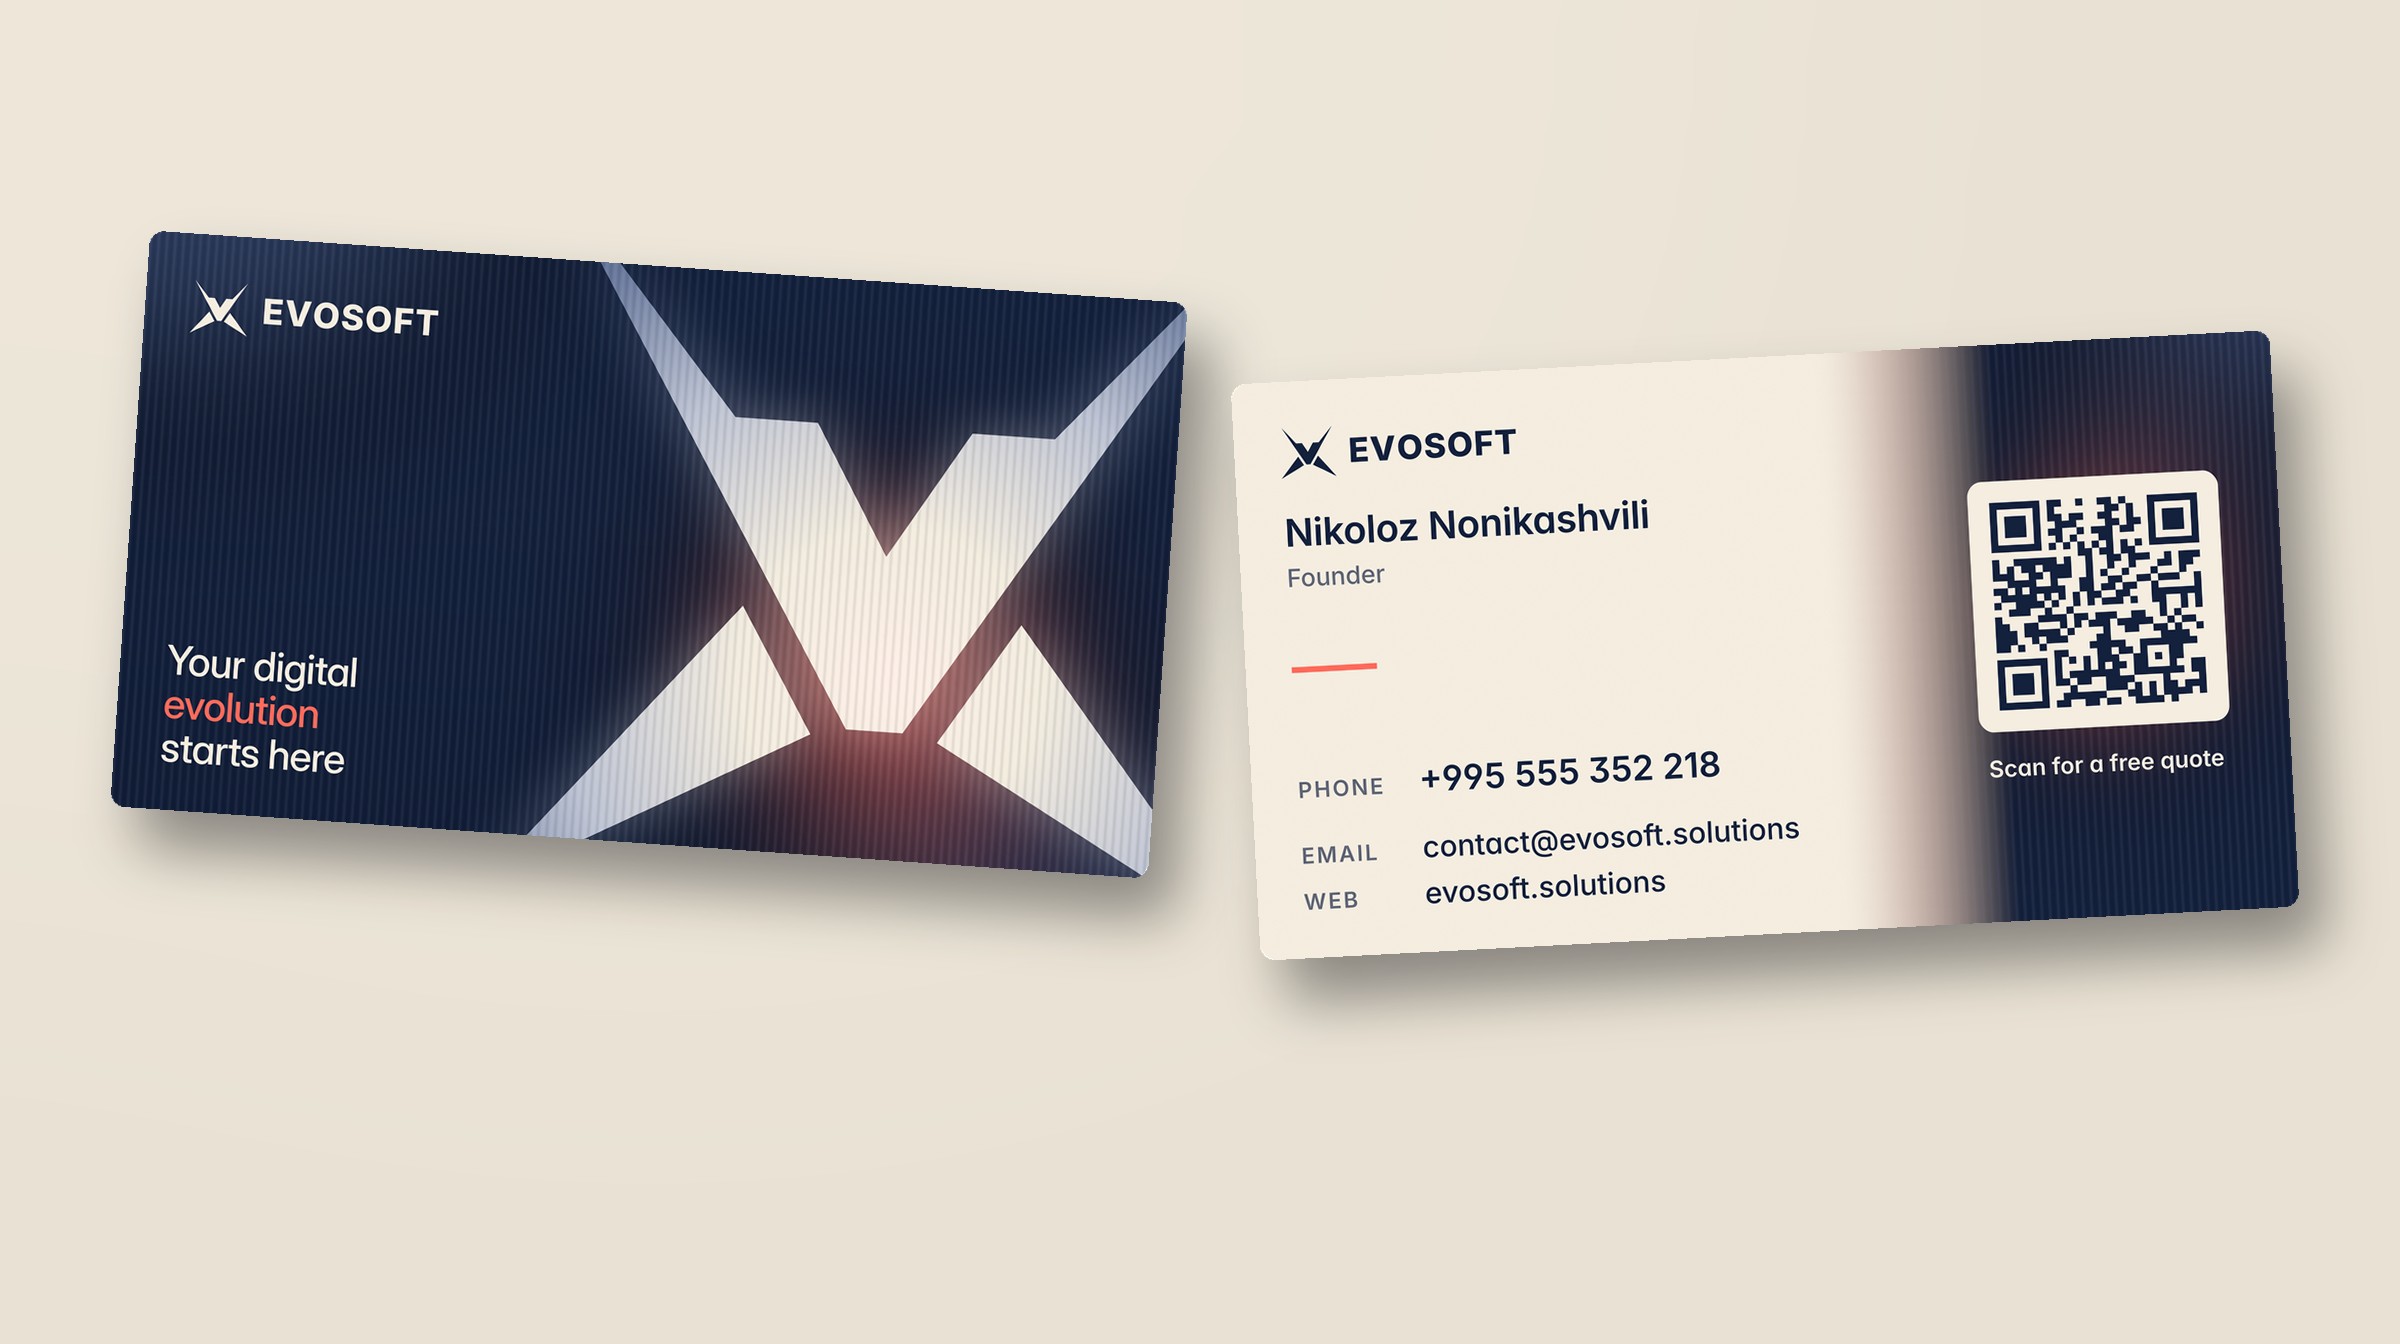 EVOSOFT
Your digital
evolution
starts here
EVOSOFT
Nikoloz Nonikashvili
Founder
PHONE +995 555 352 218
EMAIL contact@evosoft.solutions
WEB evosoft.solutions
Scan for a free quote